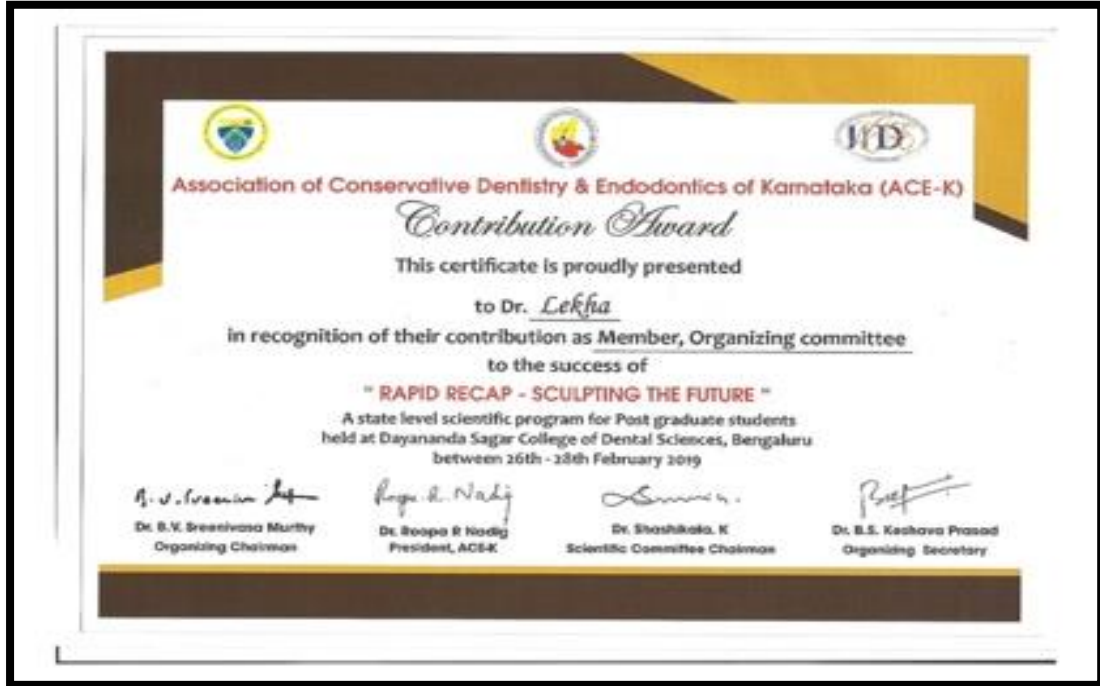 Association of Conservative Dentistry & Endodontics of Karnataka (ACE-K)
Contribution Award
This certificate is proudly presented
to Dr. Lekha
in recognition of their contribution as Member, Organizing committee
to the success of
" RAPID RECAP - SCULPTING THE FUTURE "
A state level scientific program for Post graduate students
held at Dayananda Sagar College of Dental Sciences, Bengaluru
between 26th - 28th February 2019
Dr. B.V. Sreenivasa Murthy
Organizing Chairman
Roopa R. Nadig
Dr. Roopa R Nadig
President, ACE-K
Dr. Shashikala. K
Scientific Committee Chairman
Dr. B.S. Keshava Prasad
Organizing Secretary